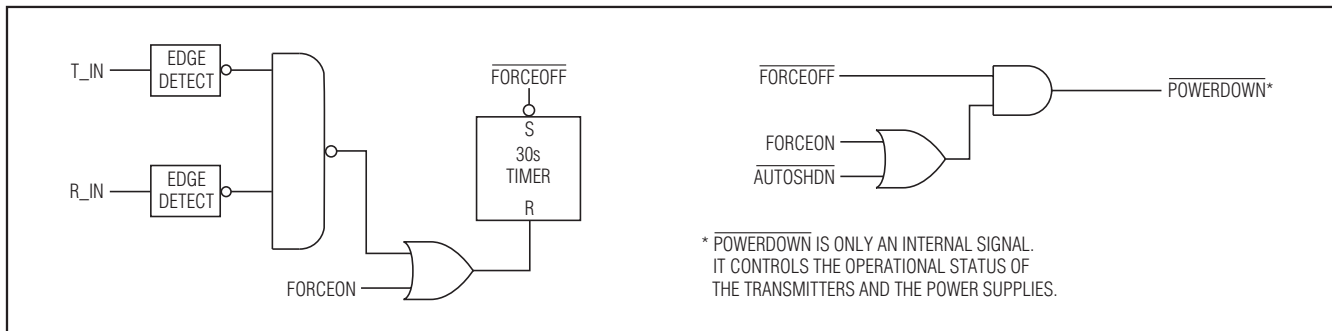 T_IN
EDGE
DETECT
R_IN
EDGE
DETECT
FORCEON
FORCEOFF
S
30s
TIMER
R
FORCEOFF
FORCEON
AUTOSHDN
POWERDOWN*
* POWERDOWN IS ONLY AN INTERNAL SIGNAL.
IT CONTROLS THE OPERATIONAL STATUS OF
THE TRANSMITTERS AND THE POWER SUPPLIES.